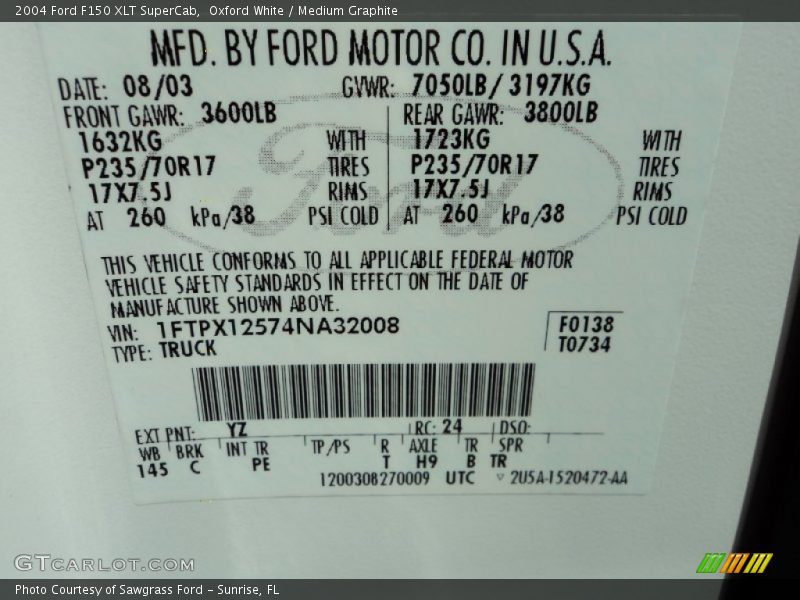 2004 Ford F150 XLT SuperCab,  Oxford White / Medium Graphite
MFD. BY FORD MOTOR CO. IN U.S.A.
DATE: 08/03 GVWR: 7050LB/ 3197KG
FRONT GAWR: 3600LB REAR GAWR: 3800LB
1632KG WITH 1723KG WITH
P235/70R17 TIRES P235/70R17 TIRES
17X7.5J RIMS 17X7.5J RIMS
AT 260 kPa/38 PSI COLD AT 260 kPa/38 PSI COLD
Ford
THIS VEHICLE CONFORMS TO ALL APPLICABLE FEDERAL MOTOR
VEHICLE SAFETY STANDARDS IN EFFECT ON THE DATE OF
MANUFACTURE SHOWN ABOVE.
VIN: 1FTPX12574NA32008 F0138
TYPE: TRUCK T0734
EXT PNT: YZ RC: 24 DSO:
WB BRK INT TR TP/PS R AXLE TR SPR
145 C PE T H9 B TR
1200308270009 UTC ▽ 2U5A-1520472-AA
GTCARLOT.COM
Photo Courtesy of Sawgrass Ford - Sunrise, FL